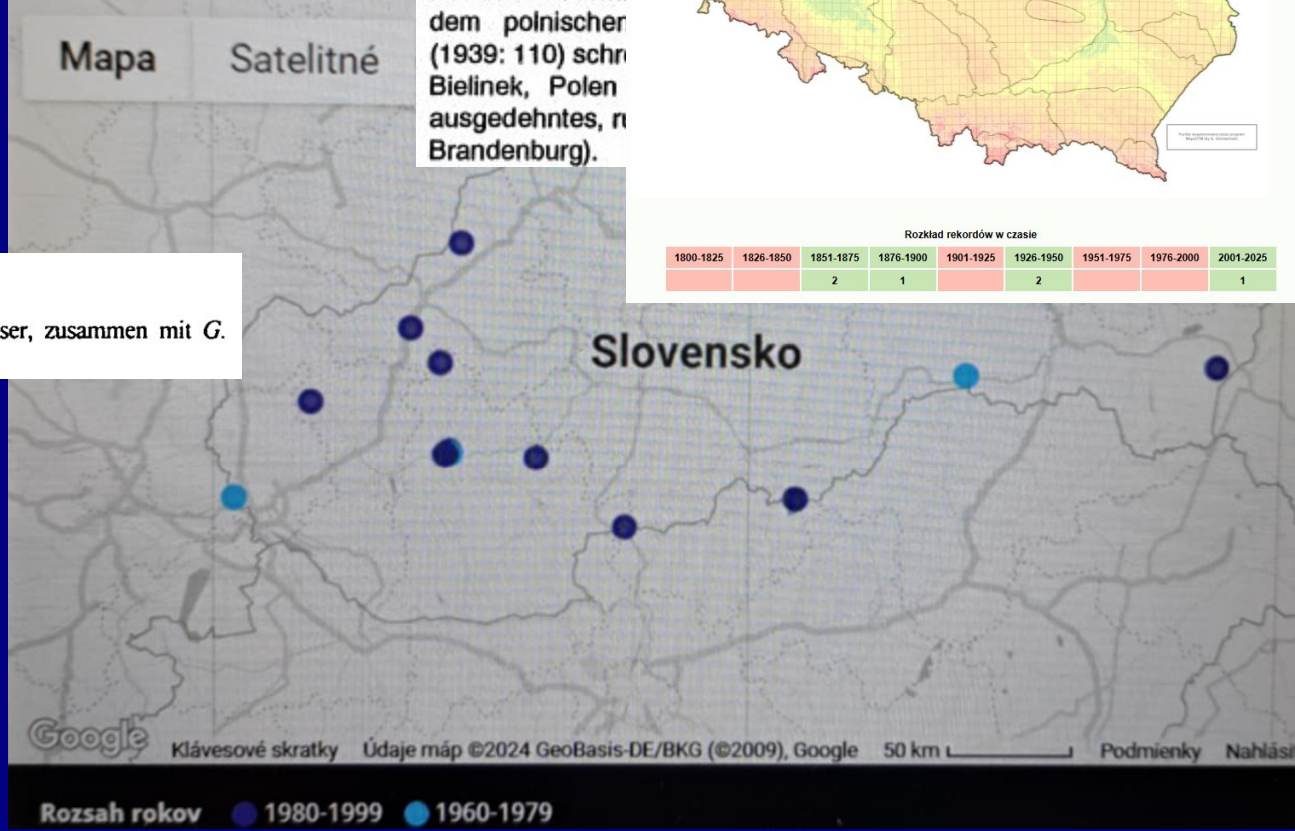 Mapa
Satelitné
dem polnischen
(1939: 110) schr
Bielinek, Polen
ausgedehntes, r
Brandenburg).
Rozkład rekordów w czasie
1800-1825 1826-1850 1851-1875 1876-1900 1901-1925 1926-1950 1951-1975 1976-2000 2001-2025
2 1 2 1
ser, zusammen mit G.
Slovensko
Google
Klávesové skratky Údaje máp ©2024 GeoBasis-DE/BKG (©2009), Google 50 km Podmienky Nahlási
Rozsah rokov 1980-1999 1960-1979